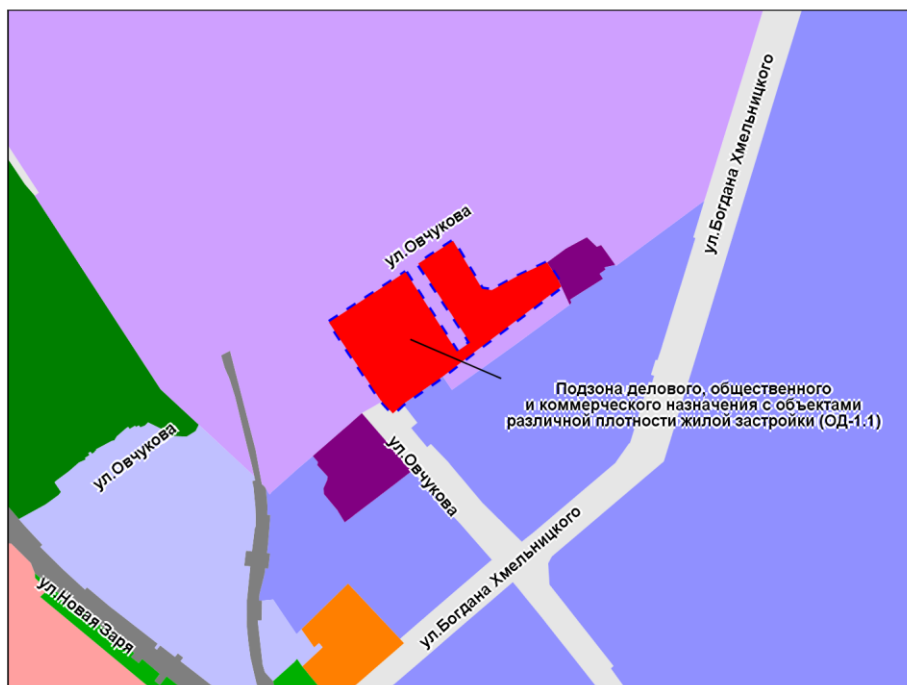 ул.Богдана Хмельницкого
ул.Овчукова
Подзона делового, общественного
и коммерческого назначения с объектами
различной плотности жилой застройки (ОД-1.1)
ул.Овчукова
ул.Овчукова
ул.Богдана Хмельницкого
ул.Новая Заря